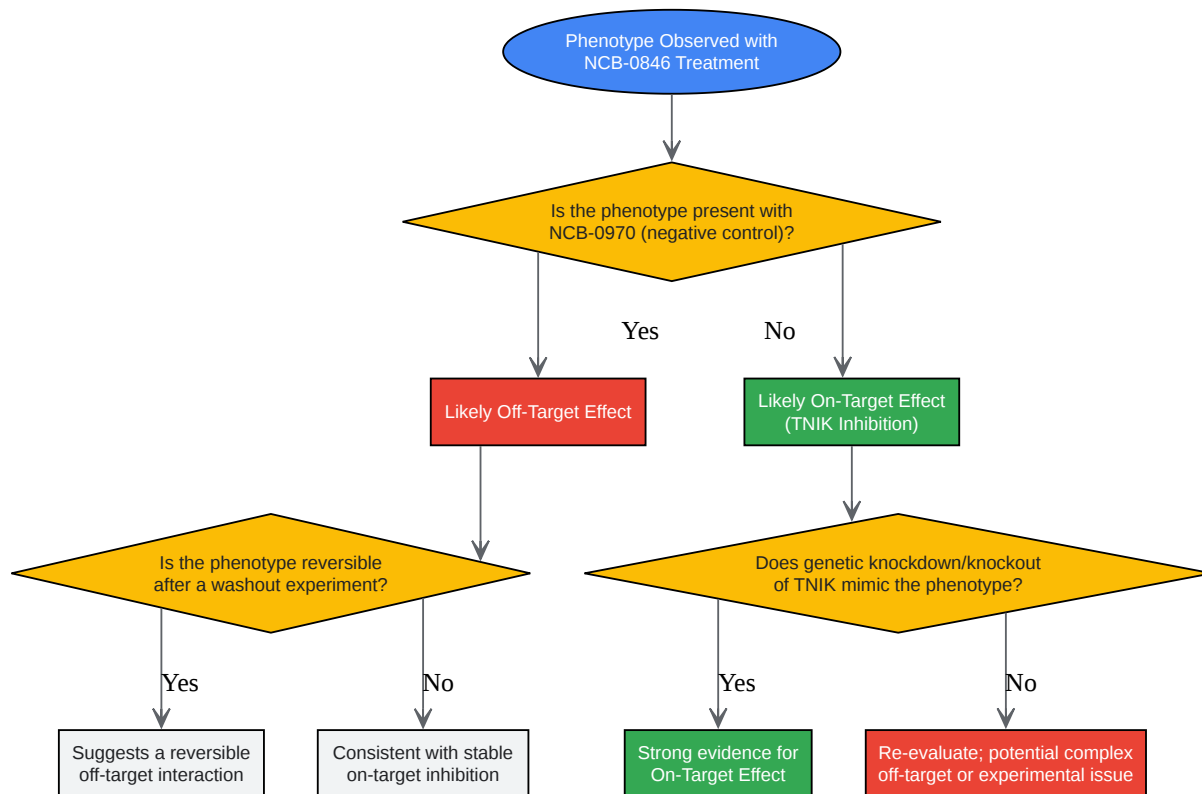 Phenotype Observed with
NCB-0846 Treatment
Is the phenotype present with
NCB-0970 (negative control)?
Yes
No
Likely Off-Target Effect
Likely On-Target Effect
(TNIK Inhibition)
Is the phenotype reversible
after a washout experiment?
Does genetic knockdown/knockout
of TNIK mimic the phenotype?
Yes
No
Yes
No
Suggests a reversible
off-target interaction
Consistent with stable
on-target inhibition
Strong evidence for
On-Target Effect
Re-evaluate; potential complex
off-target or experimental issue